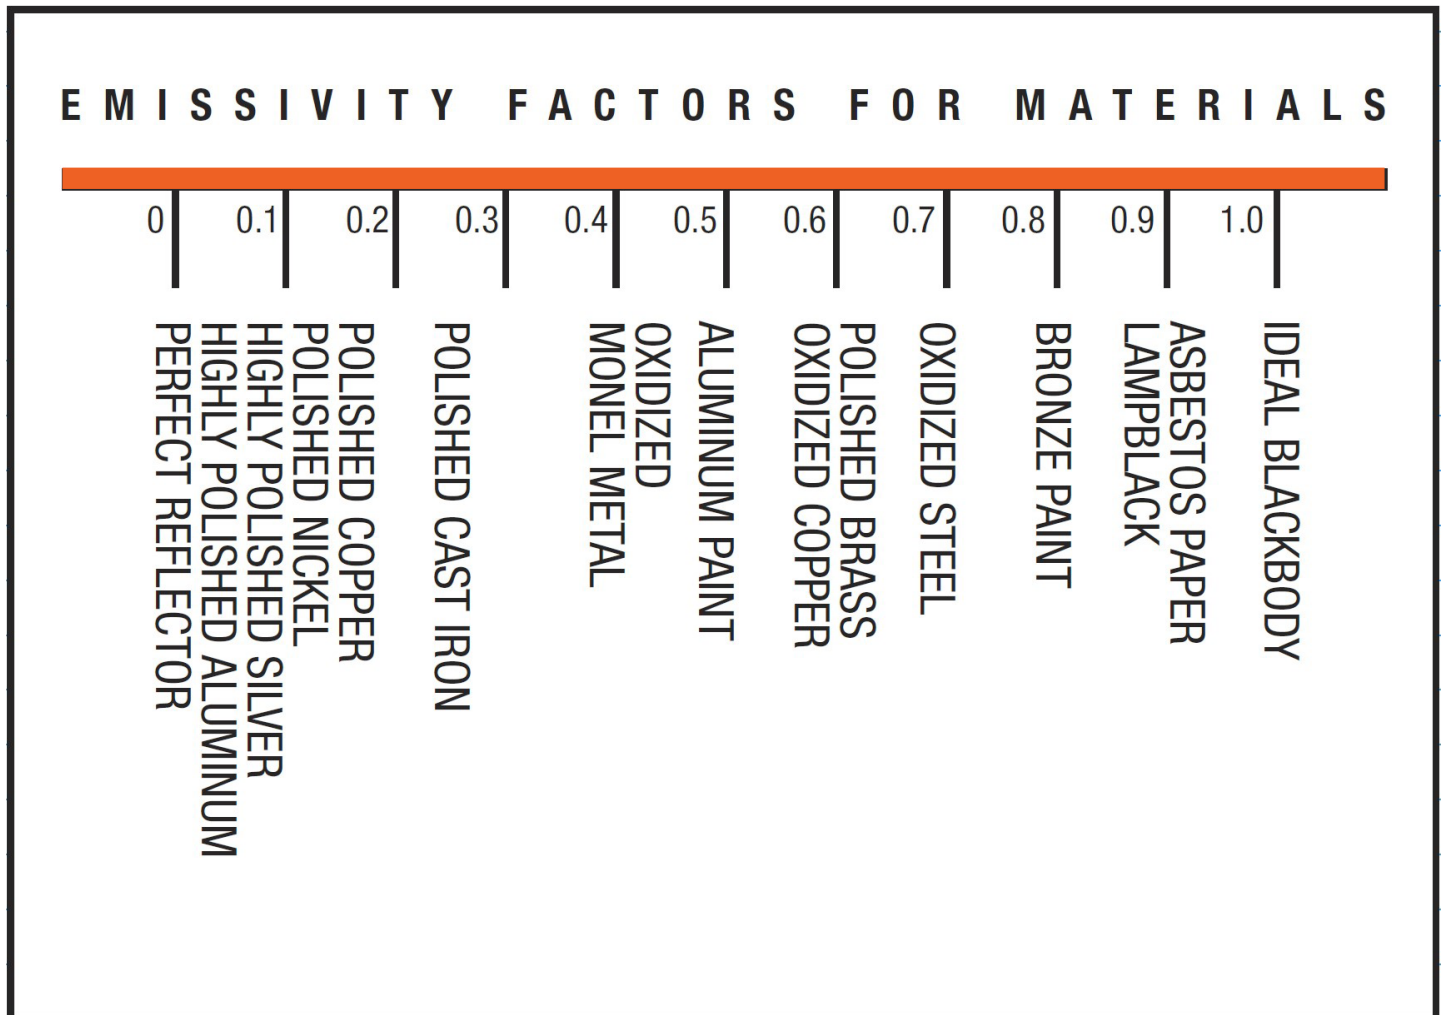 EMISSIVITY FACTORS FOR MATERIALS
0 0.1 0.2 0.3 0.4 0.5 0.6 0.7 0.8 0.9 1.0
PERFECT REFLECTOR
HIGHLY POLISHED ALUMINUM
HIGHLY POLISHED SILVER
POLISHED NICKEL
POLISHED COPPER
POLISHED CAST IRON
MONEL METAL
OXIDIZED
ALUMINUM PAINT
OXIDIZED COPPER
POLISHED BRASS
OXIDIZED STEEL
BRONZE PAINT
LAMPBLACK
ASBESTOS PAPER
IDEAL BLACKBODY